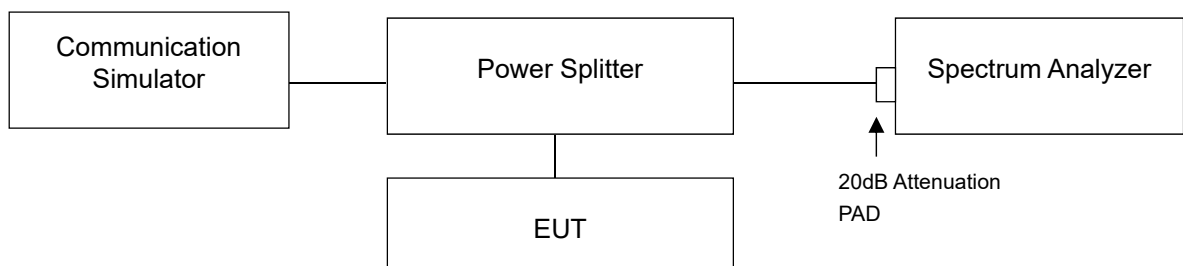 Communication
Simulator
Power Splitter
Spectrum Analyzer
20dB Attenuation
PAD
EUT